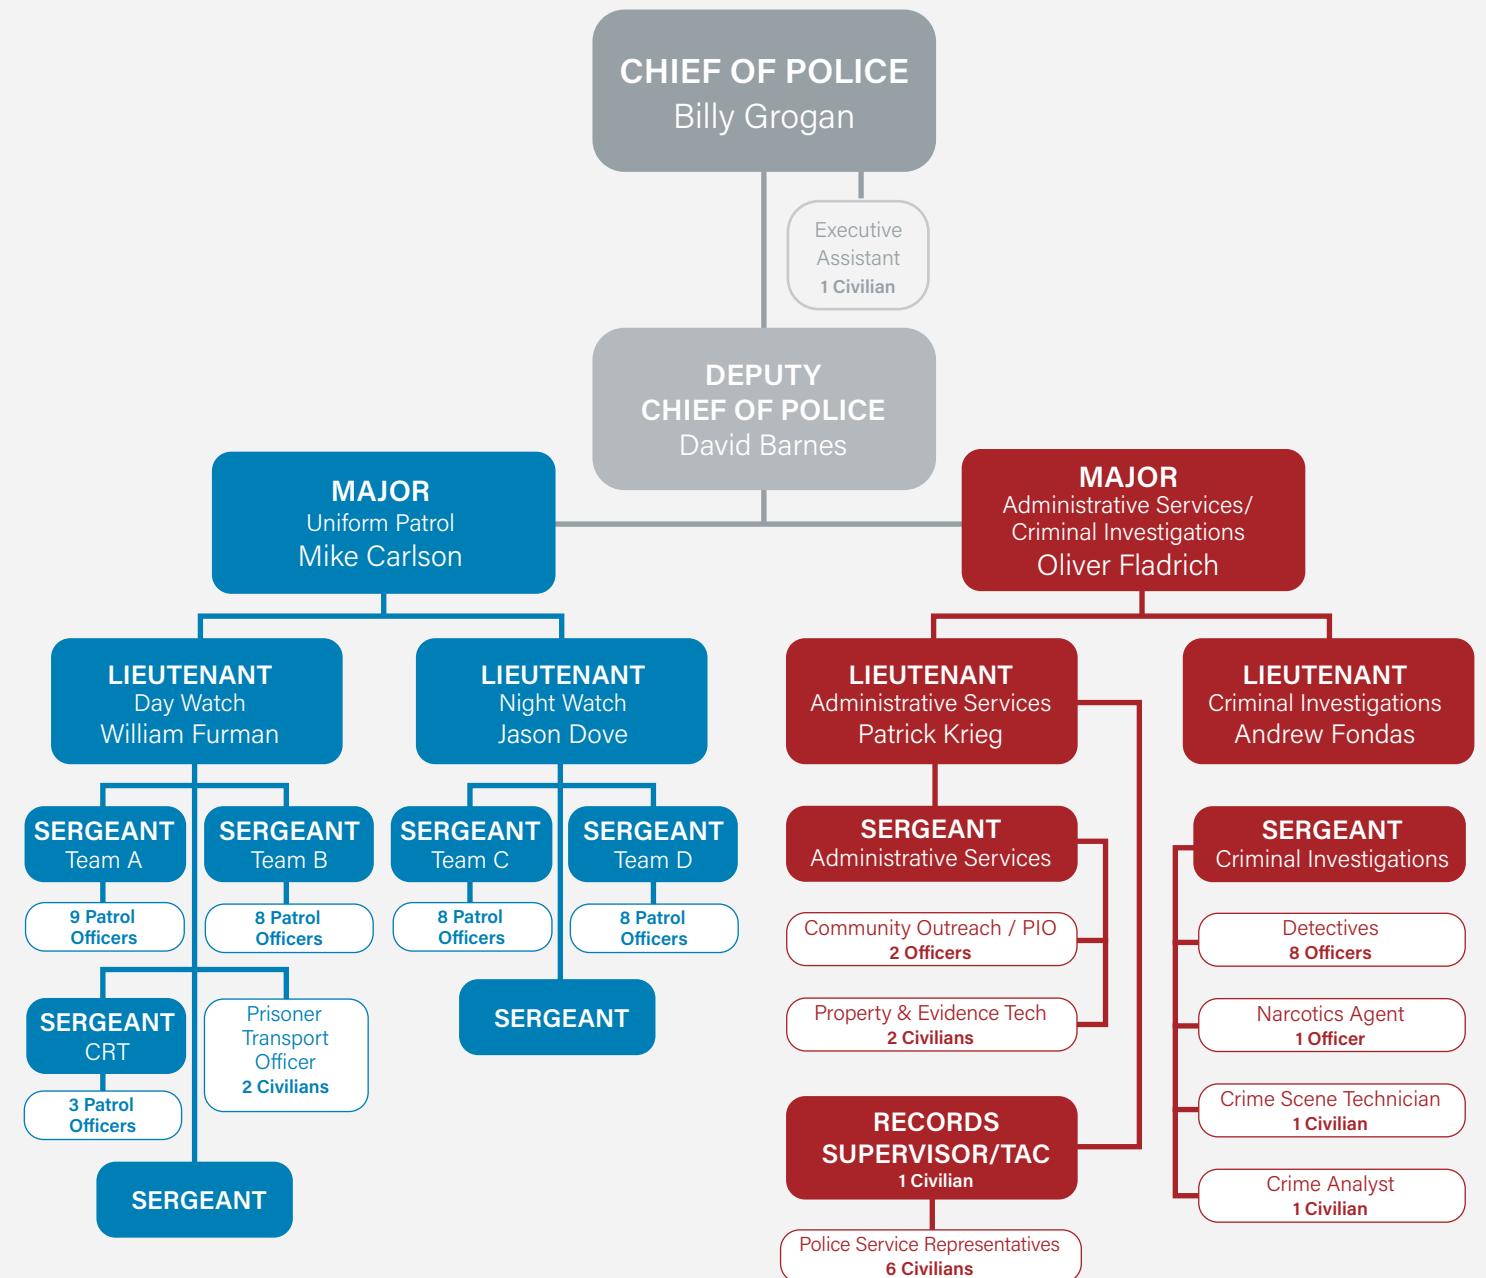 CHIEF OF POLICE
Billy Grogan
Executive
Assistant
1 Civilian
DEPUTY
CHIEF OF POLICE
David Barnes
MAJOR
Uniform Patrol
Mike Carlson
MAJOR
Administrative Services/
Criminal Investigations
Oliver Fladrich
LIEUTENANT
Day Watch
William Furman
LIEUTENANT
Night Watch
Jason Dove
LIEUTENANT
Administrative Services
Patrick Krieg
LIEUTENANT
Criminal Investigations
Andrew Fondas
SERGEANT
Team A
9 Patrol
Officers
SERGEANT
Team B
8 Patrol
Officers
SERGEANT
Team C
8 Patrol
Officers
SERGEANT
Team D
8 Patrol
Officers
SERGEANT
CRT
3 Patrol
Officers
Prisoner
Transport
Officer
2 Civilians
SERGEANT
SERGEANT
SERGEANT
Administrative Services
Community Outreach / PIO
2 Officers
Property & Evidence Tech
2 Civilians
RECORDS
SUPERVISOR/TAC
1 Civilian
Police Service Representatives
6 Civilians
SERGEANT
Criminal Investigations
Detectives
8 Officers
Narcotics Agent
1 Officer
Crime Scene Technician
1 Civilian
Crime Analyst
1 Civilian